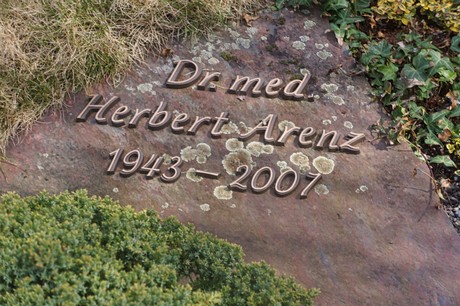 Dr. med.
Herbert Arenz
1943 - 2007